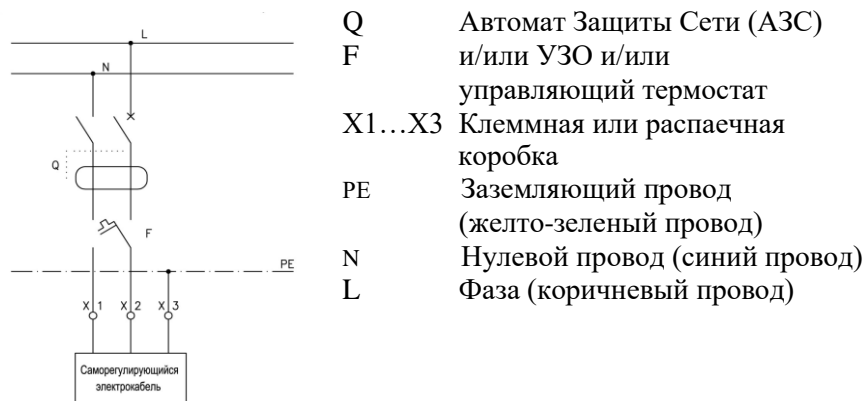 L
N
Q
F
PE
X 1 X 2 X 3
Саморегулирующийся
электрокабель
Q Автомат Защиты Сети (АЗС)
F и/или УЗО и/или
управляющий термостат
X1…X3 Клеммная или распаечная
коробка
PE Заземляющий провод
(желто-зеленый провод)
N Нулевой провод (синий провод)
L Фаза (коричневый провод)